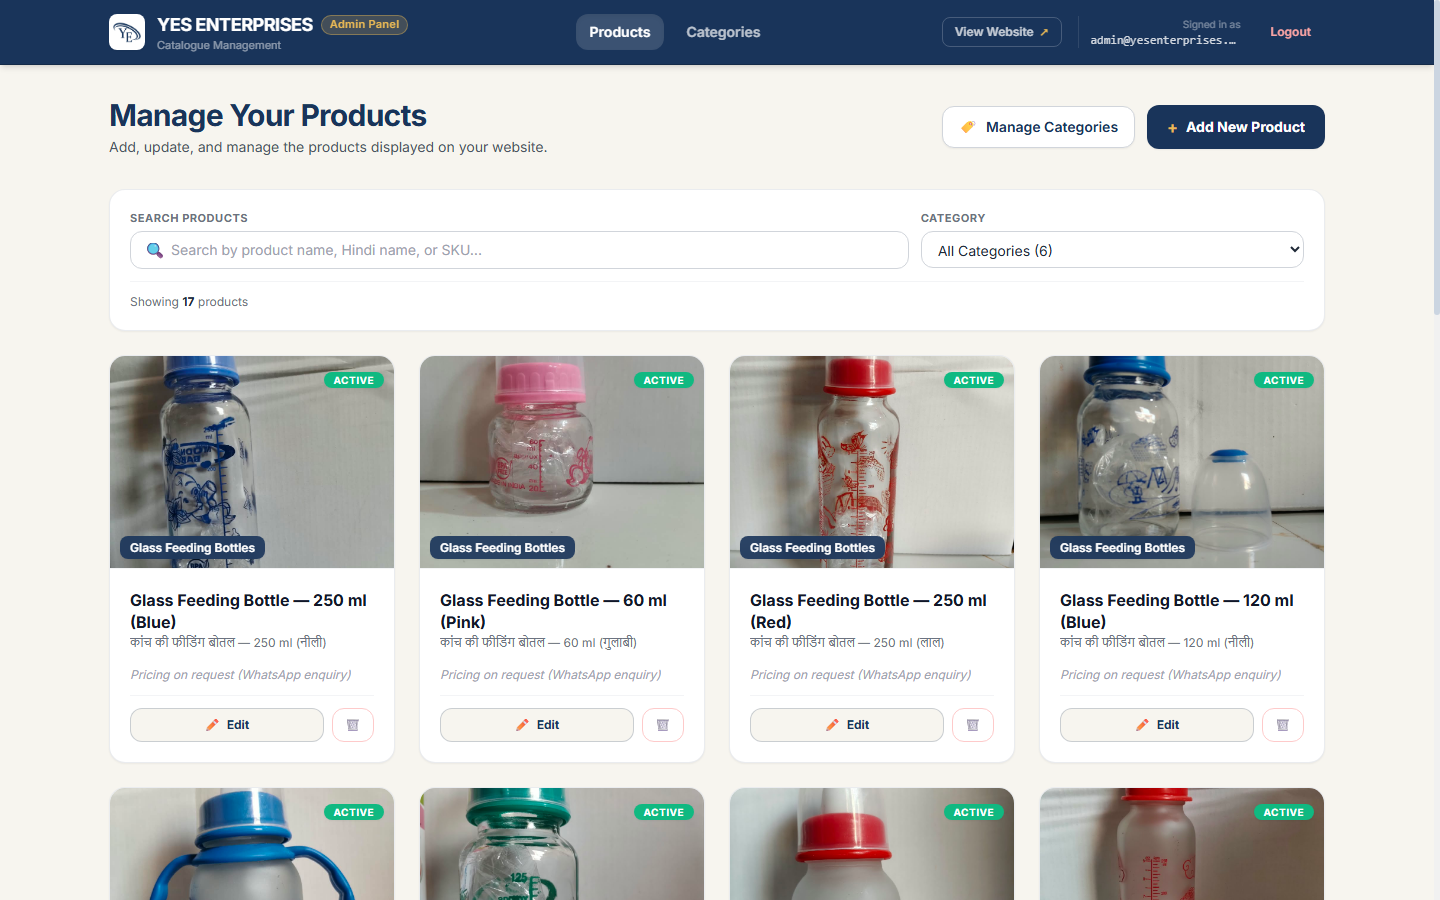 YES ENTERPRISES
Admin Panel
Catalogue Management
Products
Categories
View Website ↗
Signed in as
admin@yesenterprises.…
Logout
Manage Your Products
Add, update, and manage the products displayed on your website.
Manage Categories
+ Add New Product
SEARCH PRODUCTS
Search by product name, Hindi name, or SKU...
CATEGORY
All Categories (6)
Showing 17 products
ACTIVE
Glass Feeding Bottles
Glass Feeding Bottle — 250 ml
(Blue)
कांच की फीडिंग बोतल — 250 ml (नीली)
Pricing on request (WhatsApp enquiry)
Edit
ACTIVE
60
40
20
Glass Feeding Bottles
Glass Feeding Bottle — 60 ml
(Pink)
कांच की फीडिंग बोतल — 60 ml (गुलाबी)
Pricing on request (WhatsApp enquiry)
Edit
ACTIVE
Glass Feeding Bottles
Glass Feeding Bottle — 250 ml
(Red)
कांच की फीडिंग बोतल — 250 ml (लाल)
Pricing on request (WhatsApp enquiry)
Edit
ACTIVE
Glass Feeding Bottles
Glass Feeding Bottle — 120 ml
(Blue)
कांच की फीडिंग बोतल — 120 ml (नीली)
Pricing on request (WhatsApp enquiry)
Edit
ACTIVE
ACTIVE
125
ACTIVE
ACTIVE